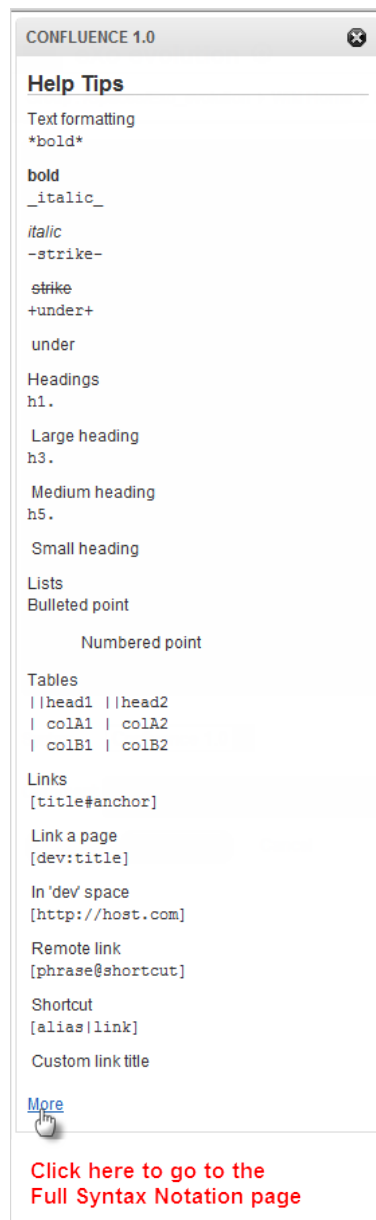 CONFLUENCE 1.0
Help Tips
Text formatting
*bold*
bold
_italic_
italic
-strike-
strike
+under+
under
Headings
h1.
Large heading
h3.
Medium heading
h5.
Small heading
Lists
Bulleted point
Numbered point
Tables
||head1 ||head2
| colA1 | colA2
| colB1 | colB2
Links
[title#anchor]
Link a page
[dev:title]
In 'dev' space
[http://host.com]
Remote link
[phrase@shortcut]
Shortcut
[alias|link]
Custom link title
More
Click here to go to the
Full Syntax Notation page